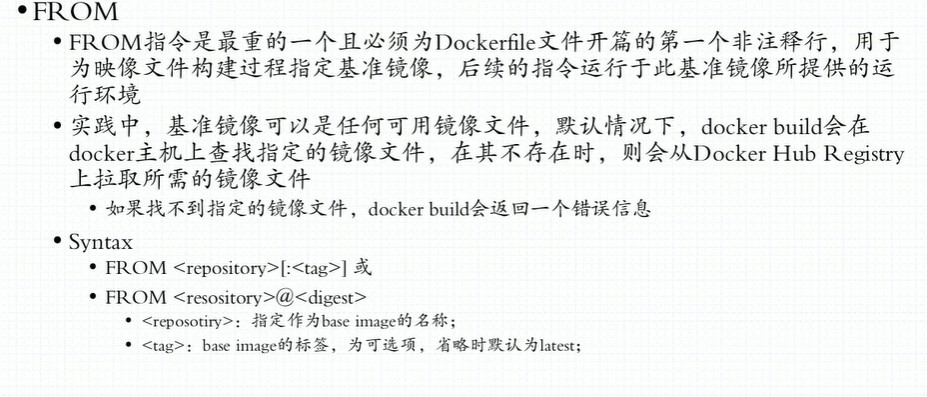 •FROM
•FROM指令是最重的一个且必须为Dockerfile文件开篇的第一个非注释行，用于
为映像文件构建过程指定基准镜像，后续的指令运行于此基准镜像所提供的运
行环境
•实践中，基准镜像可以是任何可用镜像文件，默认情况下，docker build会在
docker主机上查找指定的镜像文件，在其不存在时，则会从Docker Hub Registry
上拉取所需的镜像文件
•如果找不到指定的镜像文件，docker build会返回一个错误信息
•Syntax
•FROM <repository>[:<tag>] 或
•FROM <resository>@<digest>
•<reposotiry>：指定作为base image的名称；
•<tag>：base image的标签，为可选项，省略时默认为latest；